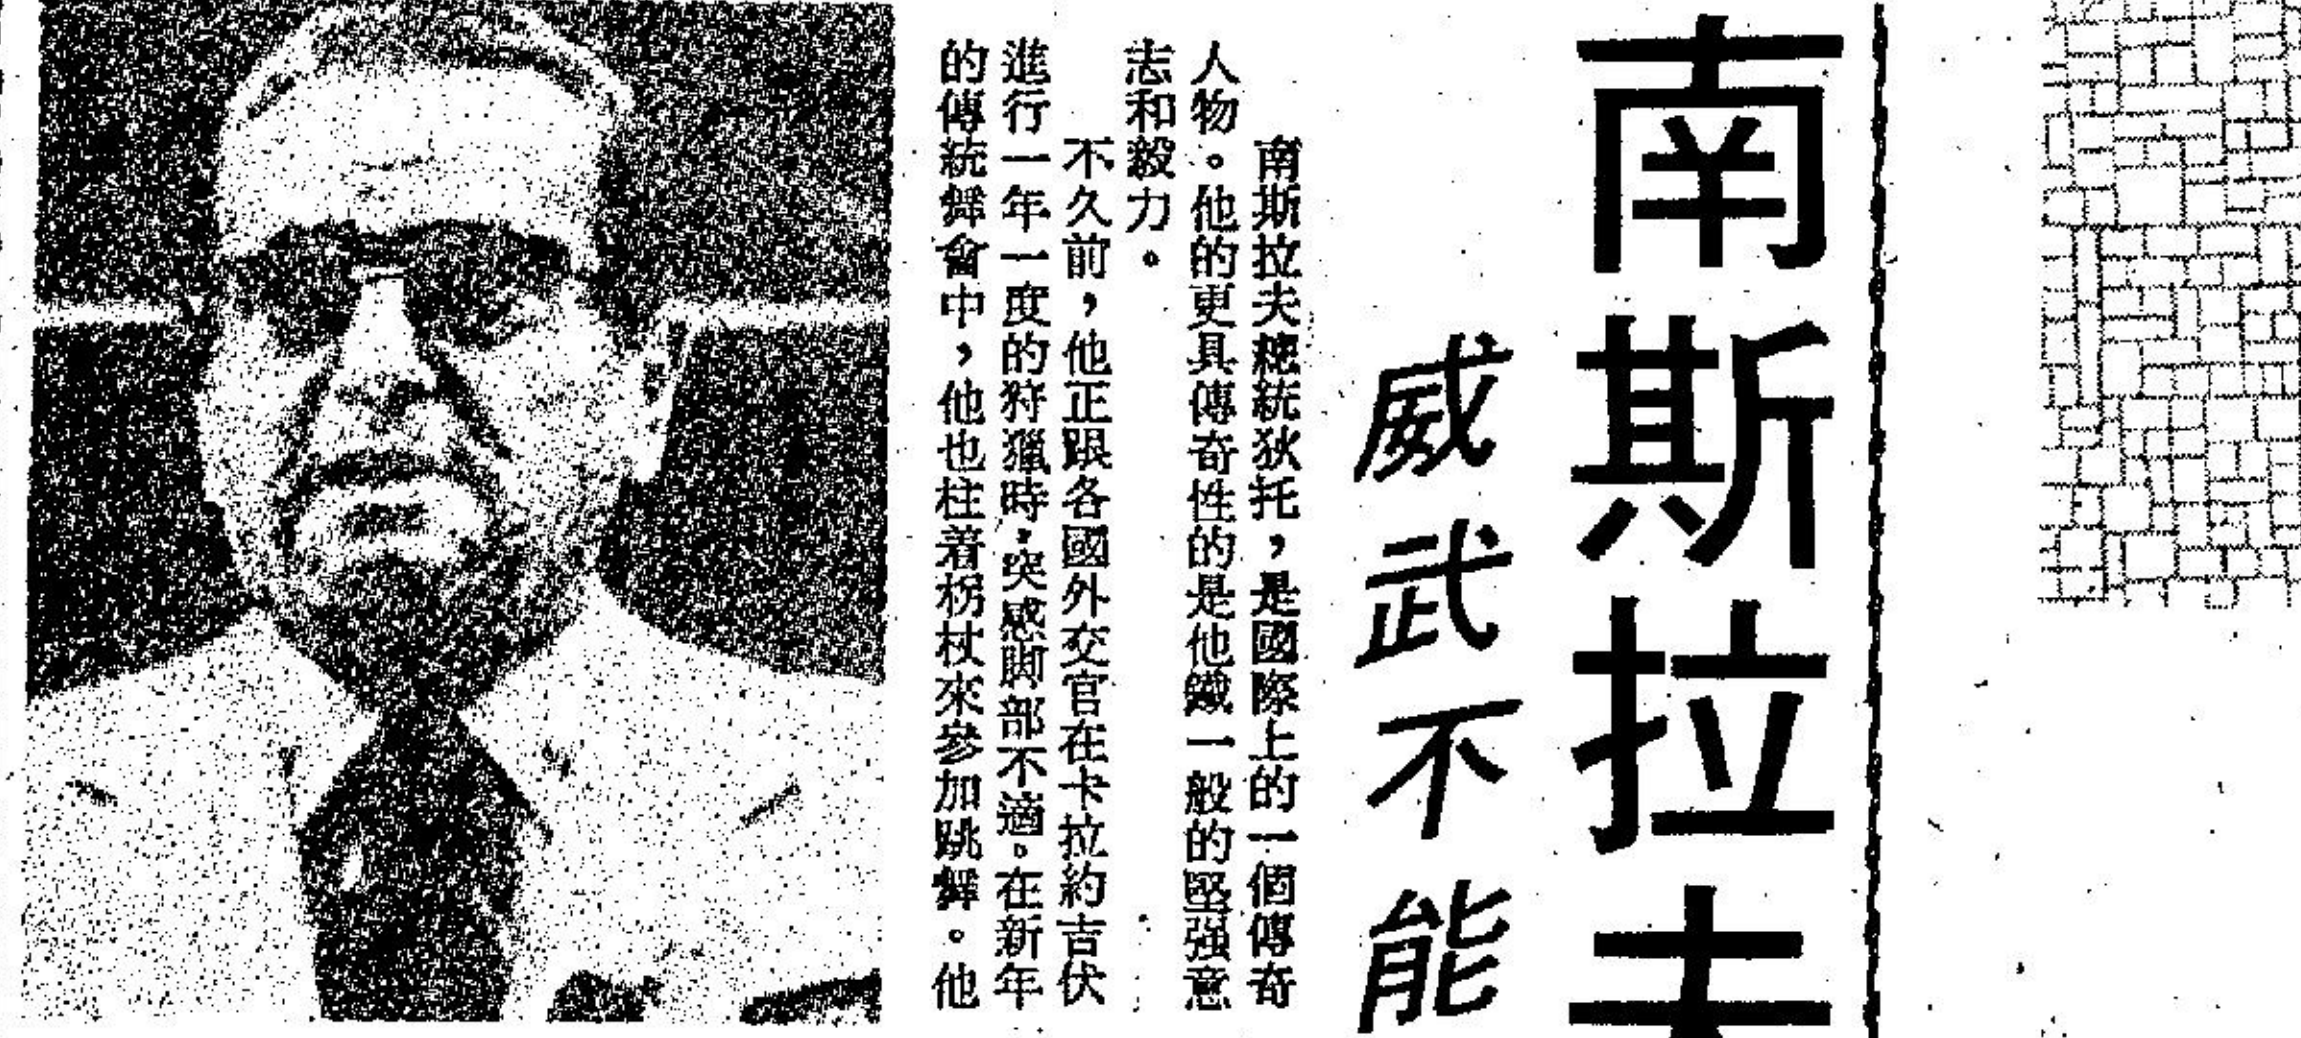 南斯拉夫
威武不能
南斯拉夫總統狄托，是國際上的一個傳奇
人物。他的更具傳奇性的是他鐵一般的堅强意
志和毅力。
不久前，他正跟各國外交官在卡拉約吉伏
進行一年一度的狩獵時，突感脚部不適。在新年
的傳統舞會中，他也柱着柺杖來參加跳舞。他